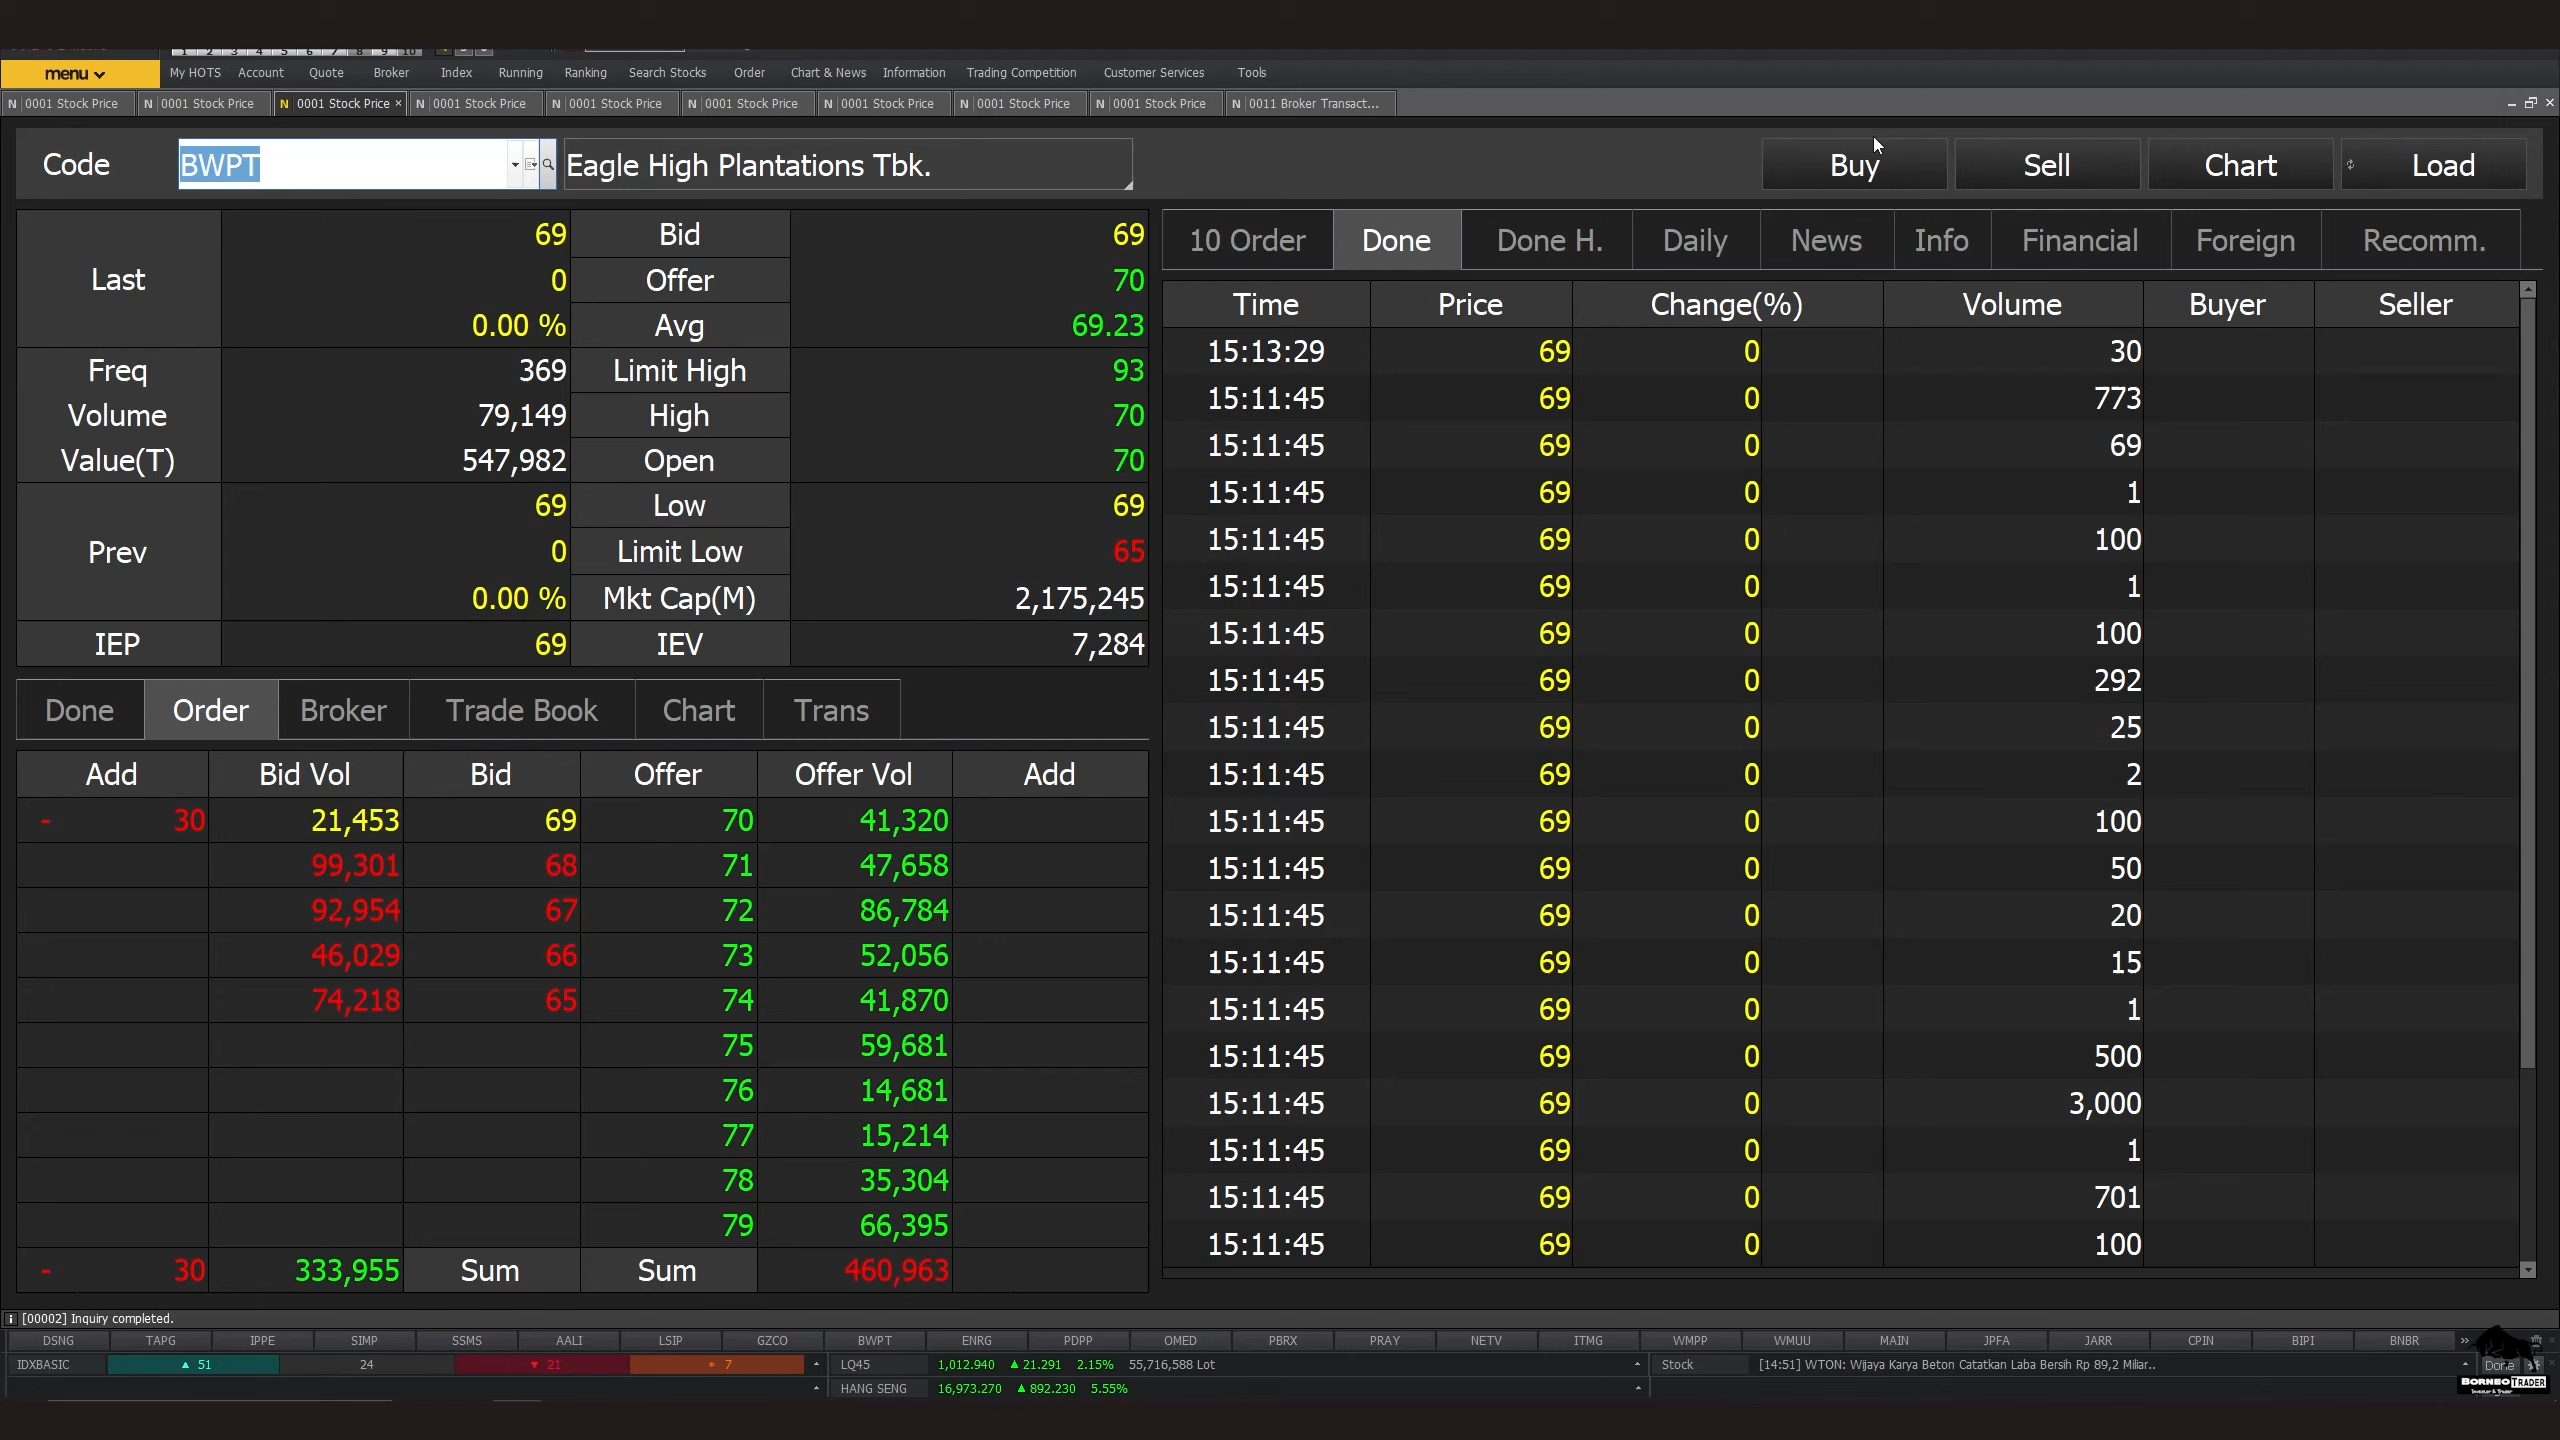 1 2 3 4 5 6 7 8 9 10
menu My HOTS Account Quote Broker Index Running Ranking Search Stocks Order Chart & News Information Trading Competition Customer Services Tools
N 0001 Stock Price N 0001 Stock Price N 0001 Stock Price × N 0001 Stock Price N 0001 Stock Price N 0001 Stock Price N 0001 Stock Price N 0001 Stock Price N 0001 Stock Price N 0011 Broker Transact...
Code BWPT Eagle High Plantations Tbk. Buy Sell Chart Load
Last 69 Bid 69
0 Offer 70
0.00 % Avg 69.23
Freq 369 Limit High 93
Volume 79,149 High 70
Value(T) 547,982 Open 70
Prev 69 Low 69
0 Limit Low 65
0.00 % Mkt Cap(M) 2,175,245
IEP 69 IEV 7,284
Done Order Broker Trade Book Chart Trans
Add Bid Vol Bid Offer Offer Vol Add
- 30 21,453 69 70 41,320
99,301 68 71 47,658
92,954 67 72 86,784
46,029 66 73 52,056
74,218 65 74 41,870
75 59,681
76 14,681
77 15,214
78 35,304
79 66,395
- 30 333,955 Sum Sum 460,963
10 Order Done Done H. Daily News Info Financial Foreign Recomm.
Time Price Change(%) Volume Buyer Seller
15:13:29 69 0 30
15:11:45 69 0 773
15:11:45 69 0 69
15:11:45 69 0 1
15:11:45 69 0 100
15:11:45 69 0 1
15:11:45 69 0 100
15:11:45 69 0 292
15:11:45 69 0 25
15:11:45 69 0 2
15:11:45 69 0 100
15:11:45 69 0 50
15:11:45 69 0 20
15:11:45 69 0 15
15:11:45 69 0 1
15:11:45 69 0 500
15:11:45 69 0 3,000
15:11:45 69 0 1
15:11:45 69 0 701
15:11:45 69 0 100
[00002] Inquiry completed.
DSNG TAPG IPPE SIMP SSMS AALI LSIP GZCO BWPT ENRG PDPP OMED PBRX PRAY NETV ITMG WMPP WMUU MAIN JPFA JARR CPIN BIPI BNBR »
IDXBASIC ▲ 51 24 ▼ 21 * 7 LQ45 1,012.940 ▲ 21.291 2.15% 55,716,588 Lot Stock [14:51] WTON: Wijaya Karya Beton Catatkan Laba Bersih Rp 89,2 Miliar.. Done
HANG SENG 16,973.270 ▲ 892.230 5.55%
BORNEO TRADER
Investor & Trader